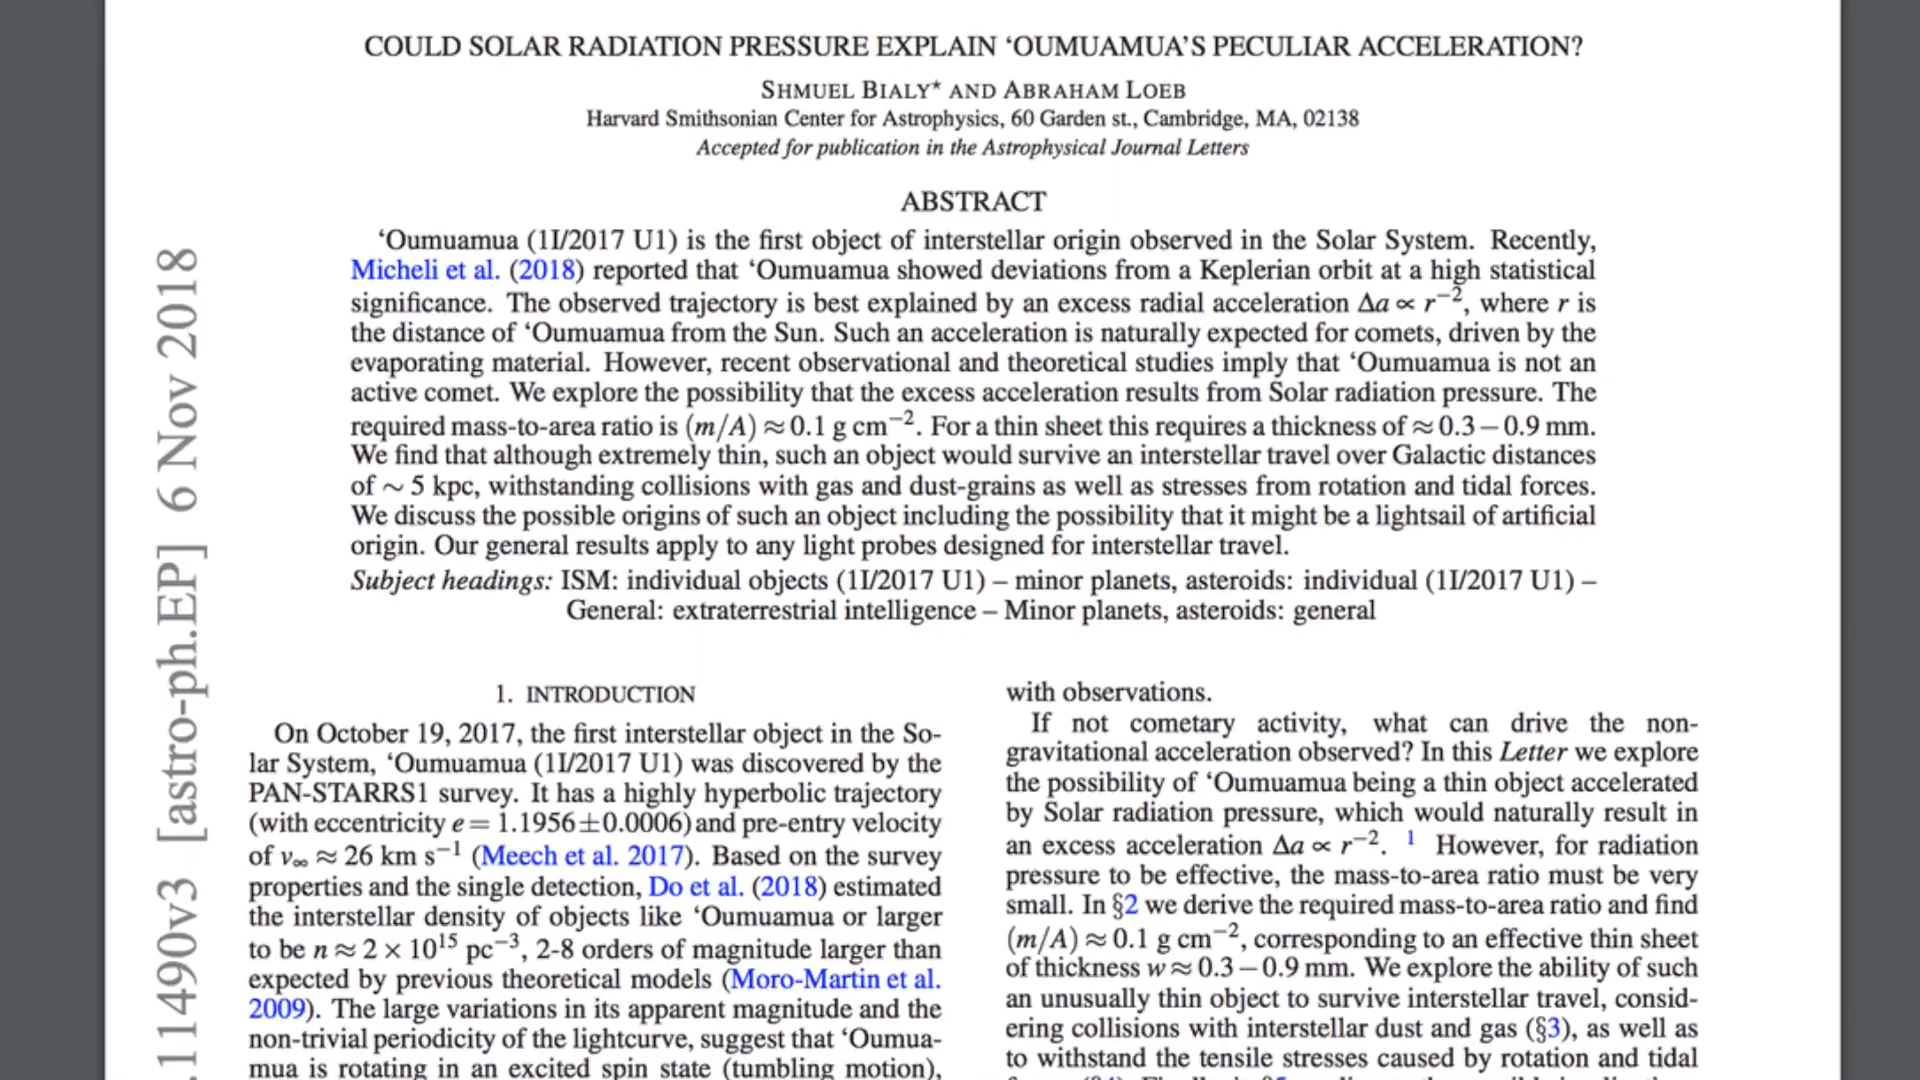 COULD SOLAR RADIATION PRESSURE EXPLAIN ‘OUMUAMUA’S PECULIAR ACCELERATION?
SHMUEL BIALY* AND ABRAHAM LOEB
Harvard Smithsonian Center for Astrophysics, 60 Garden st., Cambridge, MA, 02138
Accepted for publication in the Astrophysical Journal Letters
ABSTRACT
‘Oumuamua (1I/2017 U1) is the first object of interstellar origin observed in the Solar System. Recently,
Micheli et al. (2018) reported that ‘Oumuamua showed deviations from a Keplerian orbit at a high statistical
significance. The observed trajectory is best explained by an excess radial acceleration Δa ∝ r⁻², where r is
the distance of ‘Oumuamua from the Sun. Such an acceleration is naturally expected for comets, driven by the
evaporating material. However, recent observational and theoretical studies imply that ‘Oumuamua is not an
active comet. We explore the possibility that the excess acceleration results from Solar radiation pressure. The
required mass-to-area ratio is (m/A) ≈ 0.1 g cm⁻². For a thin sheet this requires a thickness of ≈ 0.3 – 0.9 mm.
We find that although extremely thin, such an object would survive an interstellar travel over Galactic distances
of ∼ 5 kpc, withstanding collisions with gas and dust-grains as well as stresses from rotation and tidal forces.
We discuss the possible origins of such an object including the possibility that it might be a lightsail of artificial
origin. Our general results apply to any light probes designed for interstellar travel.
Subject headings: ISM: individual objects (1I/2017 U1) – minor planets, asteroids: individual (1I/2017 U1) –
General: extraterrestrial intelligence – Minor planets, asteroids: general
.11490v3 [astro-ph.EP] 6 Nov 2018
1. INTRODUCTION
On October 19, 2017, the first interstellar object in the So-
lar System, ‘Oumuamua (1I/2017 U1) was discovered by the
PAN-STARRS1 survey. It has a highly hyperbolic trajectory
(with eccentricity e = 1.1956±0.0006) and pre-entry velocity
of v∞ ≈ 26 km s⁻¹ (Meech et al. 2017). Based on the survey
properties and the single detection, Do et al. (2018) estimated
the interstellar density of objects like ‘Oumuamua or larger
to be n ≈ 2 × 10¹⁵ pc⁻³, 2-8 orders of magnitude larger than
expected by previous theoretical models (Moro-Martin et al.
2009). The large variations in its apparent magnitude and the
non-trivial periodicity of the lightcurve, suggest that ‘Oumua-
mua is rotating in an excited spin state (tumbling motion),
with observations.
If not cometary activity, what can drive the non-
gravitational acceleration observed? In this Letter we explore
the possibility of ‘Oumuamua being a thin object accelerated
by Solar radiation pressure, which would naturally result in
an excess acceleration Δa ∝ r⁻². ¹ However, for radiation
pressure to be effective, the mass-to-area ratio must be very
small. In §2 we derive the required mass-to-area ratio and find
(m/A) ≈ 0.1 g cm⁻², corresponding to an effective thin sheet
of thickness w ≈ 0.3 – 0.9 mm. We explore the ability of such
an unusually thin object to survive interstellar travel, consid-
ering collisions with interstellar dust and gas (§3), as well as
to withstand the tensile stresses caused by rotation and tidal